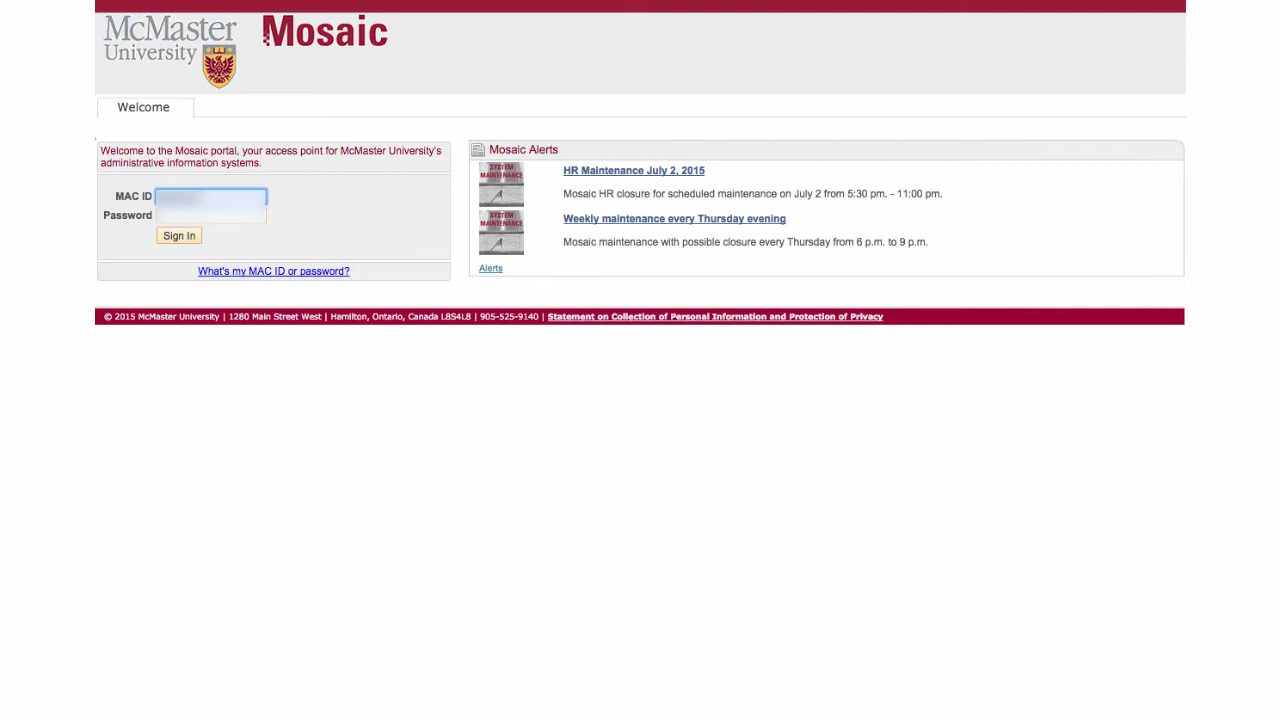 McMaster
University
Mosaic
Welcome
Welcome to the Mosaic portal, your access point for McMaster University's
administrative information systems.
MAC ID
Password
Sign In
What's my MAC ID or password?
Mosaic Alerts
SYSTEM
MAINTENANCE
HR Maintenance July 2, 2015
Mosaic HR closure for scheduled maintenance on July 2 from 5:30 pm. - 11:00 pm.
SYSTEM
MAINTENANCE
Weekly maintenance every Thursday evening
Mosaic maintenance with possible closure every Thursday from 6 p.m. to 9 p.m.
Alerts
© 2015 McMaster University | 1280 Main Street West | Hamilton, Ontario, Canada L8S4L8 | 905-525-9140 | Statement on Collection of Personal Information and Protection of Privacy